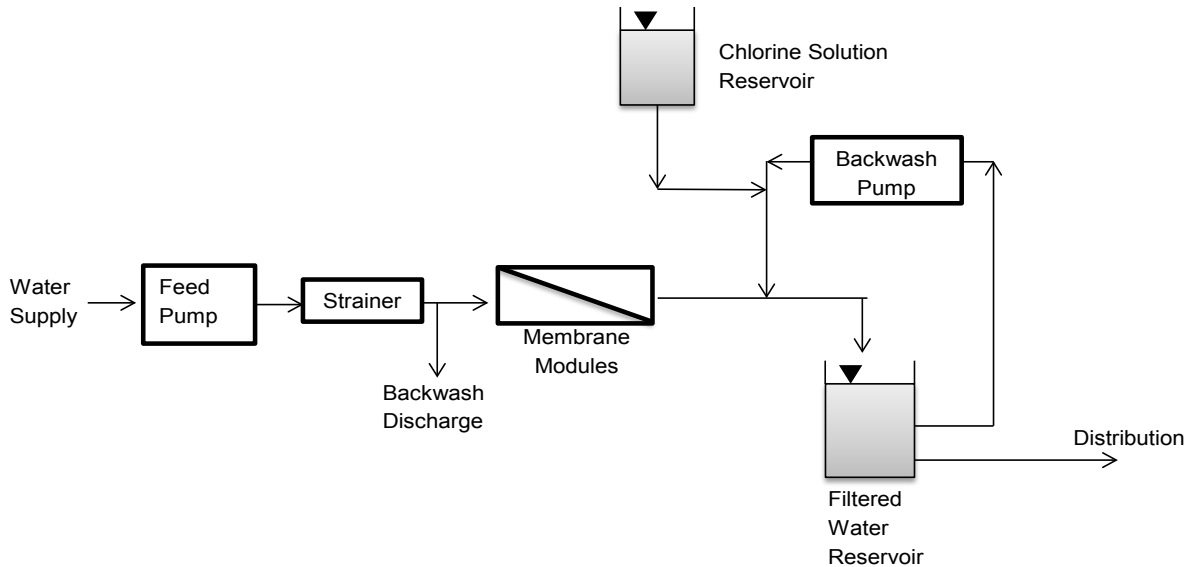 Chlorine Solution
Reservoir
Backwash
Pump
Water
Supply
Feed
Pump
Strainer
Membrane
Modules
Backwash
Discharge
Distribution
Filtered
Water
Reservoir